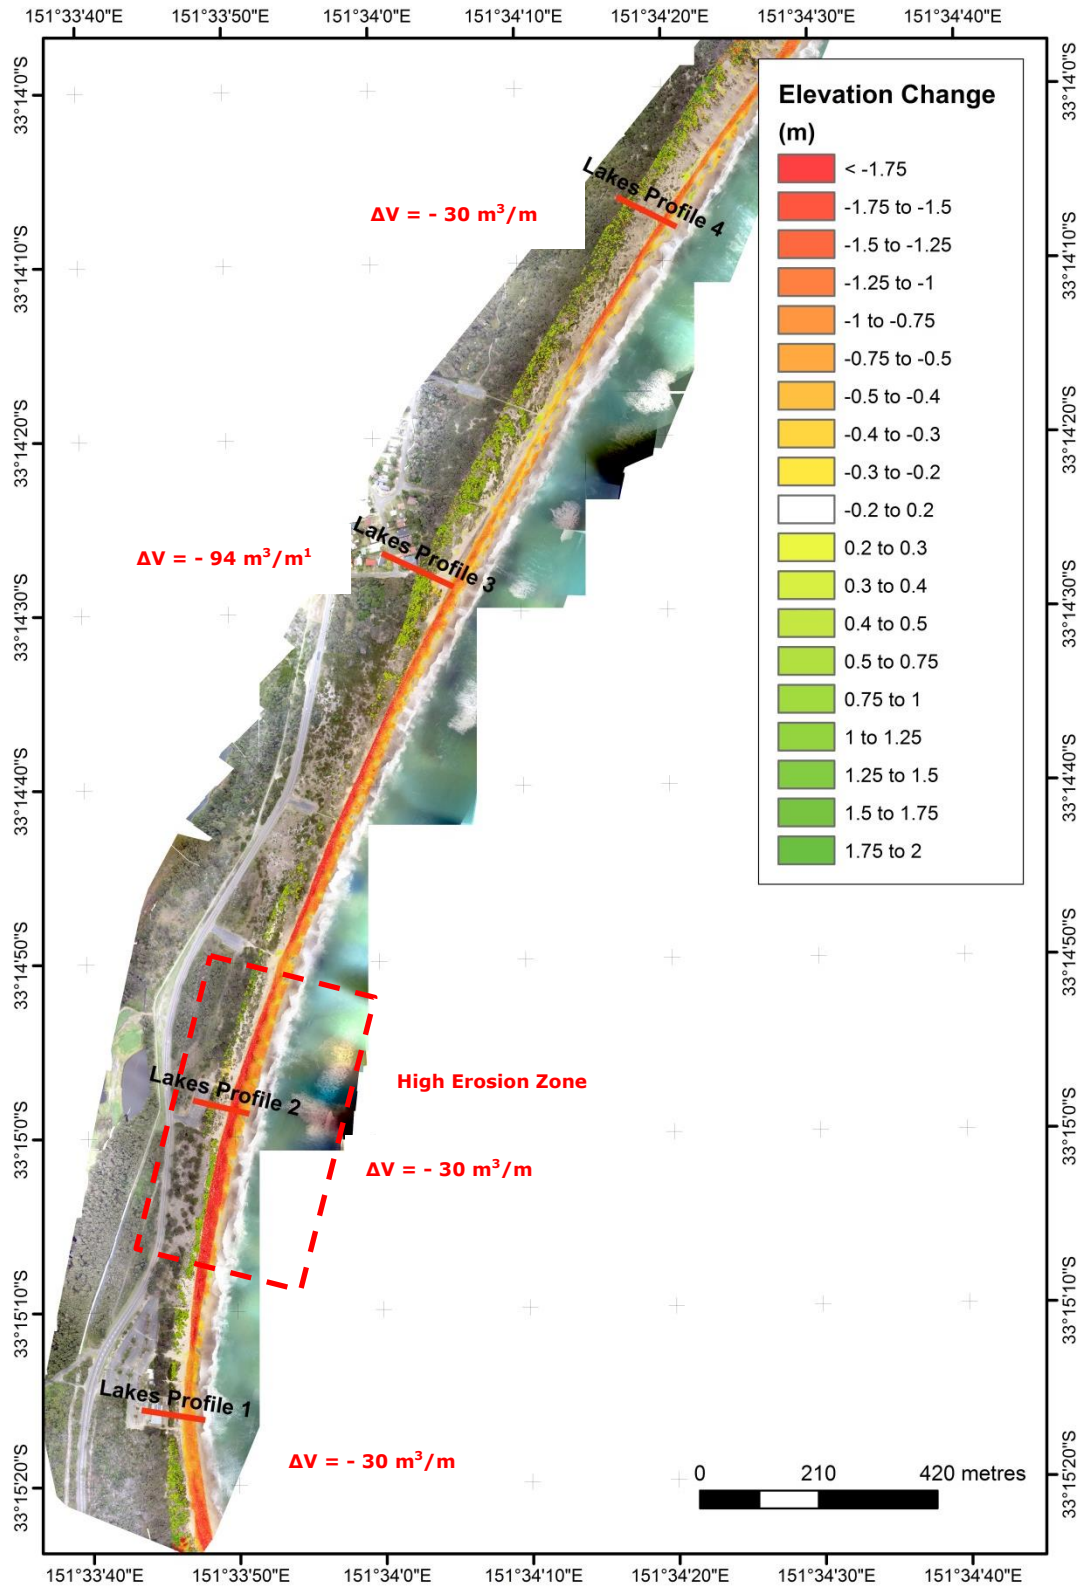 151°33'40"E 151°33'50"E 151°34'0"E 151°34'10"E 151°34'20"E 151°34'30"E 151°34'40"E
33°14'0"S
33°14'10"S
33°14'20"S
33°14'30"S
33°14'40"S
33°14'50"S
33°15'0"S
33°15'10"S
33°15'20"S
Elevation Change
(m)
< -1.75
-1.75 to -1.5
-1.5 to -1.25
-1.25 to -1
-1 to -0.75
-0.75 to -0.5
-0.5 to -0.4
-0.4 to -0.3
-0.3 to -0.2
-0.2 to 0.2
0.2 to 0.3
0.3 to 0.4
0.4 to 0.5
0.5 to 0.75
0.75 to 1
1 to 1.25
1.25 to 1.5
1.5 to 1.75
1.75 to 2
Lakes Profile 4
ΔV = - 30 m³/m
Lakes Profile 3
ΔV = - 94 m³/m¹
High Erosion Zone
Lakes Profile 2
ΔV = - 30 m³/m
Lakes Profile 1
ΔV = - 30 m³/m
0 210 420 metres
33°14'0"S
33°14'10"S
33°14'20"S
33°14'30"S
33°14'40"S
33°14'50"S
33°15'0"S
33°15'10"S
33°15'20"S
151°33'40"E 151°33'50"E 151°34'0"E 151°34'10"E 151°34'20"E 151°34'30"E 151°34'40"E